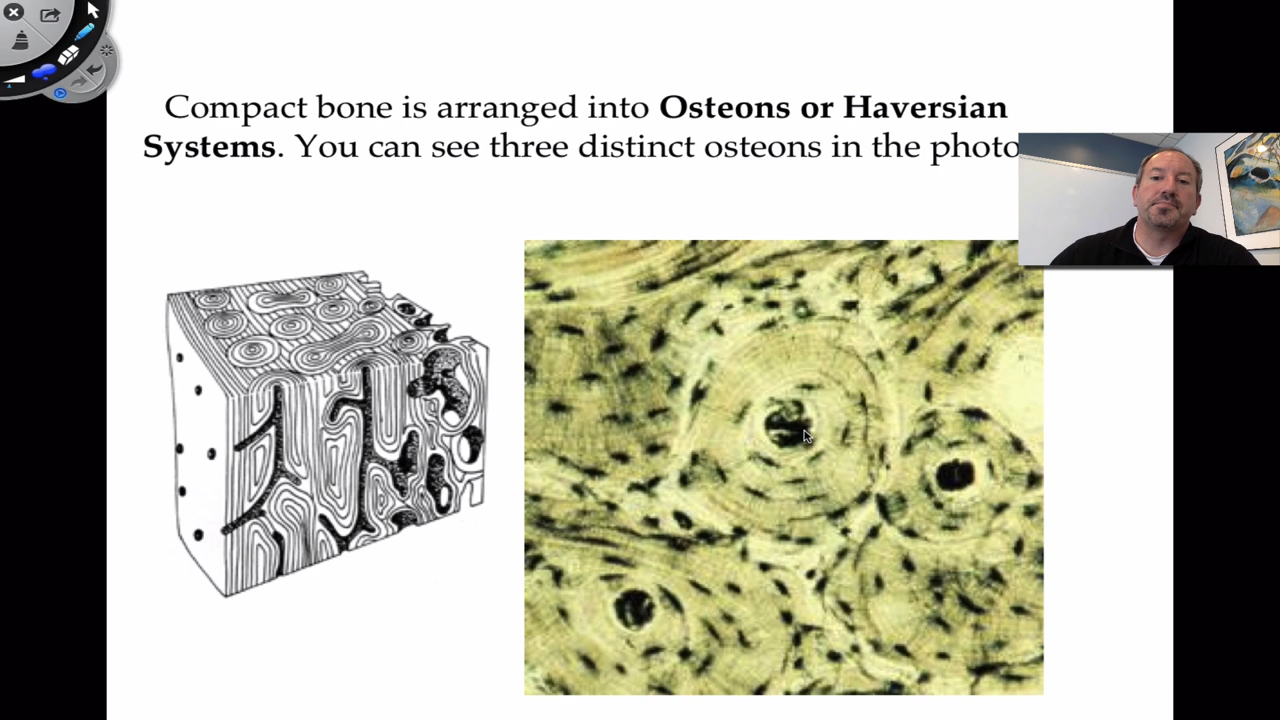 Compact bone is arranged into Osteons or Haversian
Systems. You can see three distinct osteons in the photo